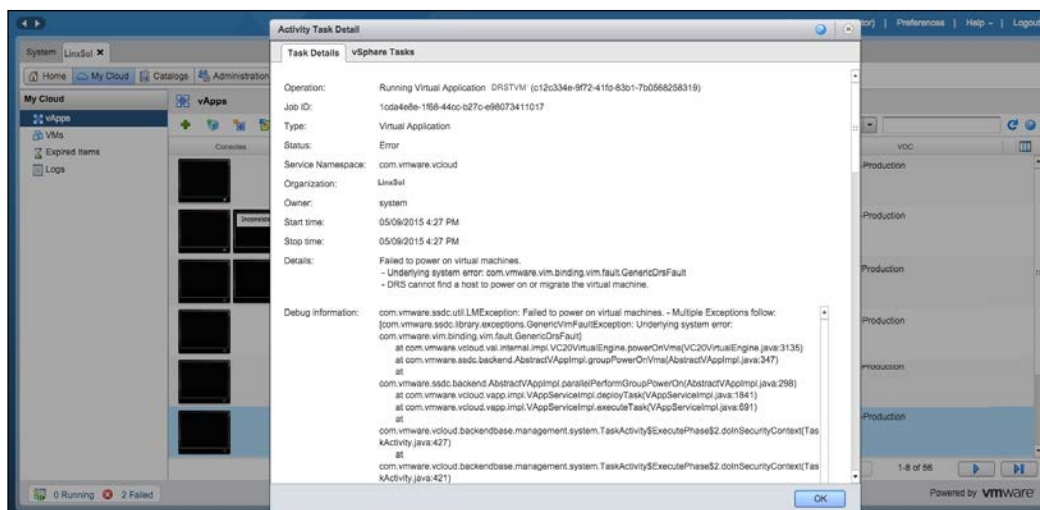 Activity Task Detail
tor) | Preferences | Help | Logout
System LinxSol
Task Details vSphere Tasks
Home My Cloud Catalogs Administration
My Cloud
vApps
vApps
VMs
Expired Items
Logs
Consoles
VDC
Operation: Running Virtual Application DRSTVM (c12c334e-9f72-41fd-83b1-7b0568258319)
Job ID: 1cda4e8e-1f68-44cc-b27c-e98073411017
Type: Virtual Application
Status: Error
Service Namespace: com.vmware.vcloud
Organization: LinxSol
Owner: system
Start time: 05/09/2015 4:27 PM
Stop time: 05/09/2015 4:27 PM
Details: Failed to power on virtual machines.
- Underlying system error: com.vmware.vim.binding.vim.fault.GenericDrsFault
- DRS cannot find a host to power on or migrate the virtual machine.
Debug information: com.vmware.ssdc.util.LMException: Failed to power on virtual machines. - Multiple Exceptions follow:
[com.vmware.ssdc.library.exceptions.GenericVimFaultException: Underlying system error:
com.vmware.vim.binding.vim.fault.GenericDrsFault]
at com.vmware.vcloud.val.internal.impl.VC20VirtualEngine.powerOnVms(VC20VirtualEngine.java:3135)
at com.vmware.ssdc.backend.AbstractVAppImpl.groupPowerOnVms(AbstractVAppImpl.java:347)
at
com.vmware.ssdc.backend.AbstractVAppImpl.parallelPerformGroupPowerOn(AbstractVAppImpl.java:298)
at com.vmware.vcloud.vapp.impl.VAppServiceImpl.deployTask(VAppServiceImpl.java:1841)
at com.vmware.vcloud.vapp.impl.VAppServiceImpl.executeTask(VAppServiceImpl.java:691)
at
com.vmware.vcloud.backendbase.management.system.TaskActivity$ExecutePhase$2.doInSecurityContext(Tas
kActivity.java:427)
at
com.vmware.vcloud.backendbase.management.system.TaskActivity$ExecutePhase$2.doInSecurityContext(Tas
kActivity.java:421)
Inconsiste
-Production
-Production
Production
-Production
-Production
-Production
1-8 of 56
OK
0 Running 2 Failed
Powered by vmware